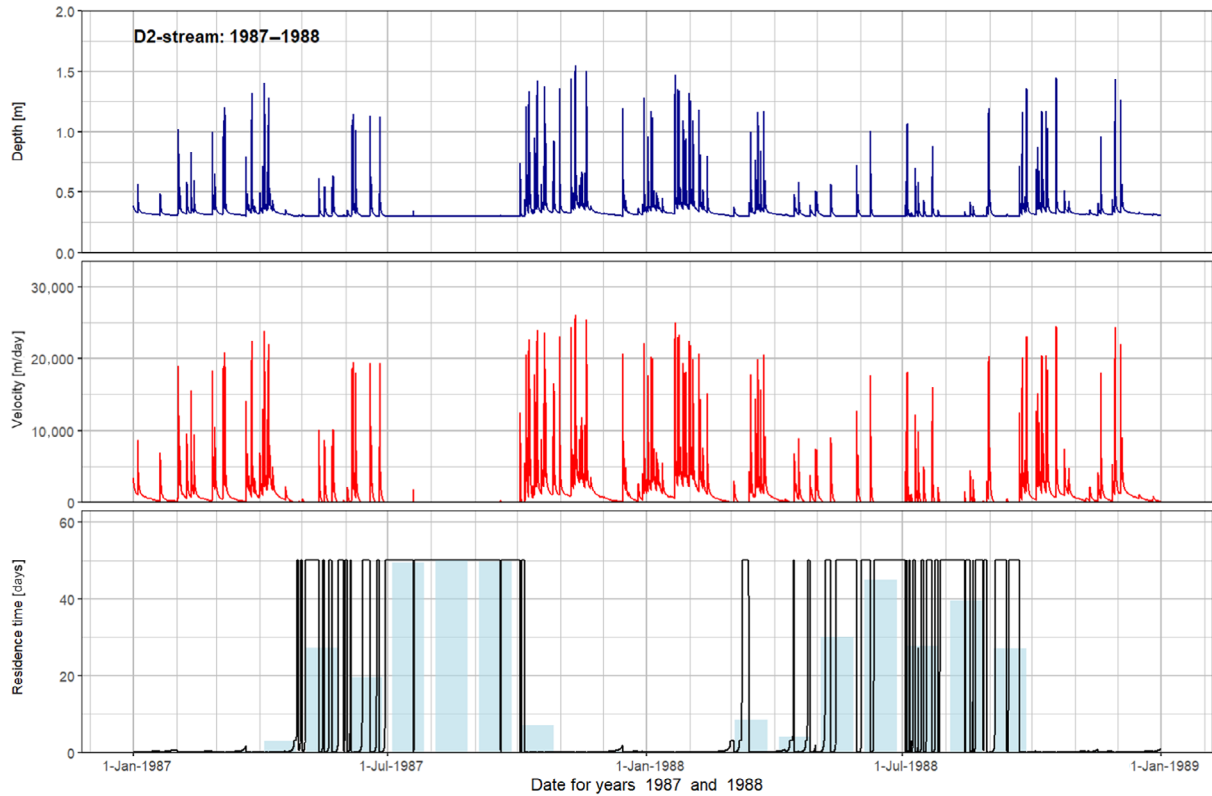 2.0
D2-stream: 1987–1988
1.5
1.0
0.5
0.0
Depth [m]
30,000
20,000
10,000
0
Velocity [m/day]
60
40
20
0
Residence time [days]
1-Jan-1987
1-Jul-1987
1-Jan-1988
1-Jul-1988
1-Jan-1989
Date for years 1987 and 1988